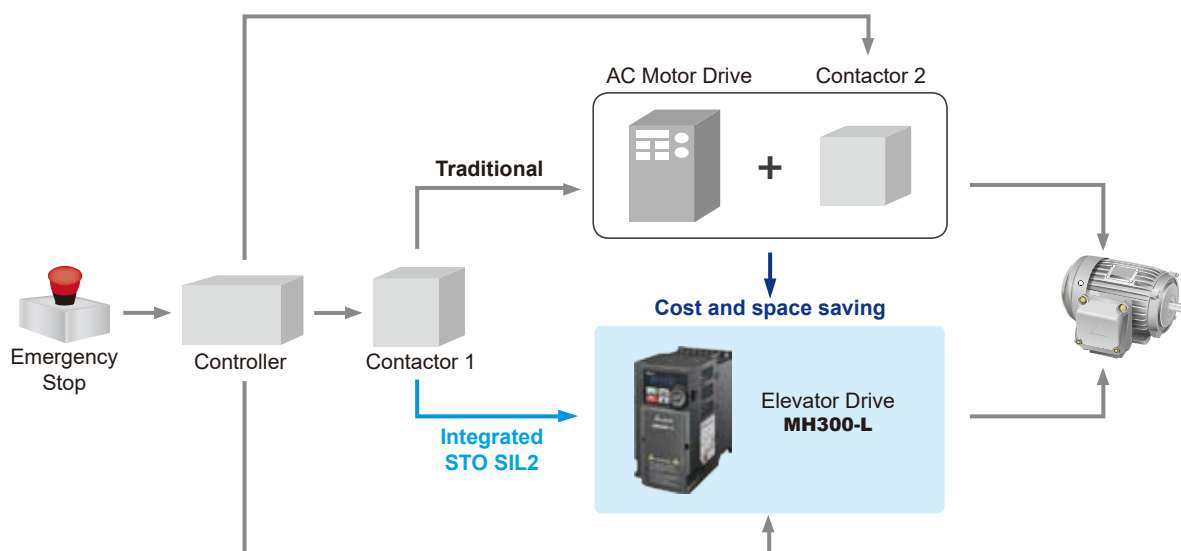 AC Motor Drive
Contactor 2
Traditional
+
Cost and space saving
Emergency
Stop
Controller
Contactor 1
Integrated
STO SIL2
Elevator Drive
MH300-L